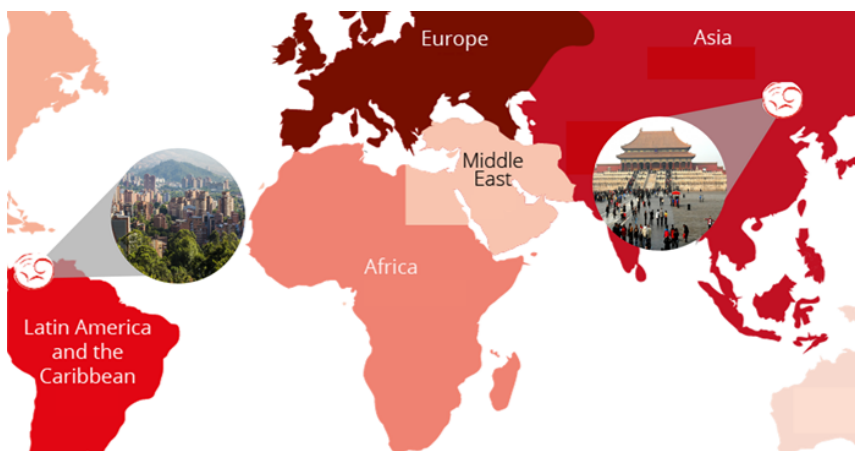 Europe
Asia
Middle
East
Africa
Latin America
and the
Caribbean